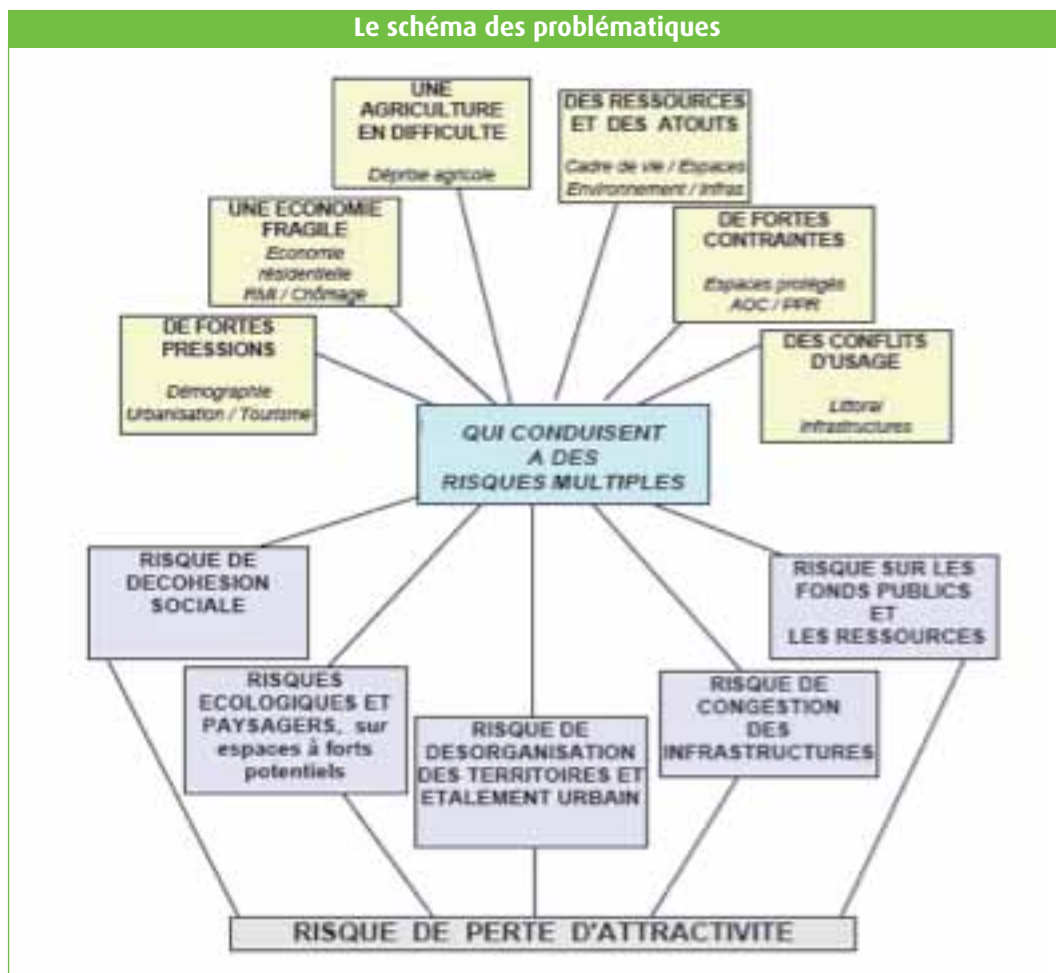 Le schéma des problématiques
UNE
AGRICULTURE
EN DIFFICULTE
Déprise agricole
DES RESSOURCES
ET DES ATOUTS
Cadre de vie / Espaces
Environnement / Infras
UNE ECONOMIE
FRAGILE
Economie
résidentielle
RMI / Chômage
DE FORTES
CONTRAINTES
Espaces protégés
AOC / PPR
DE FORTES
PRESSIONS
Démographie
Urbanisation / Tourisme
DES CONFLITS
D'USAGE
Littoral
Infrastructures
QUI CONDUISENT
A DES
RISQUES MULTIPLES
RISQUE DE
DECOHESION
SOCIALE
RISQUE SUR LES
FONDS PUBLICS
ET
LES RESSOURCES
RISQUES
ECOLOGIQUES ET
PAYSAGERS, sur
espaces à forts
potentiels
RISQUE DE
DESORGANISATION
DES TERRITOIRES ET
ETALEMENT URBAIN
RISQUE DE
CONGESTION
DES
INFRASTRUCTURES
RISQUE DE PERTE D'ATTRACTIVITE